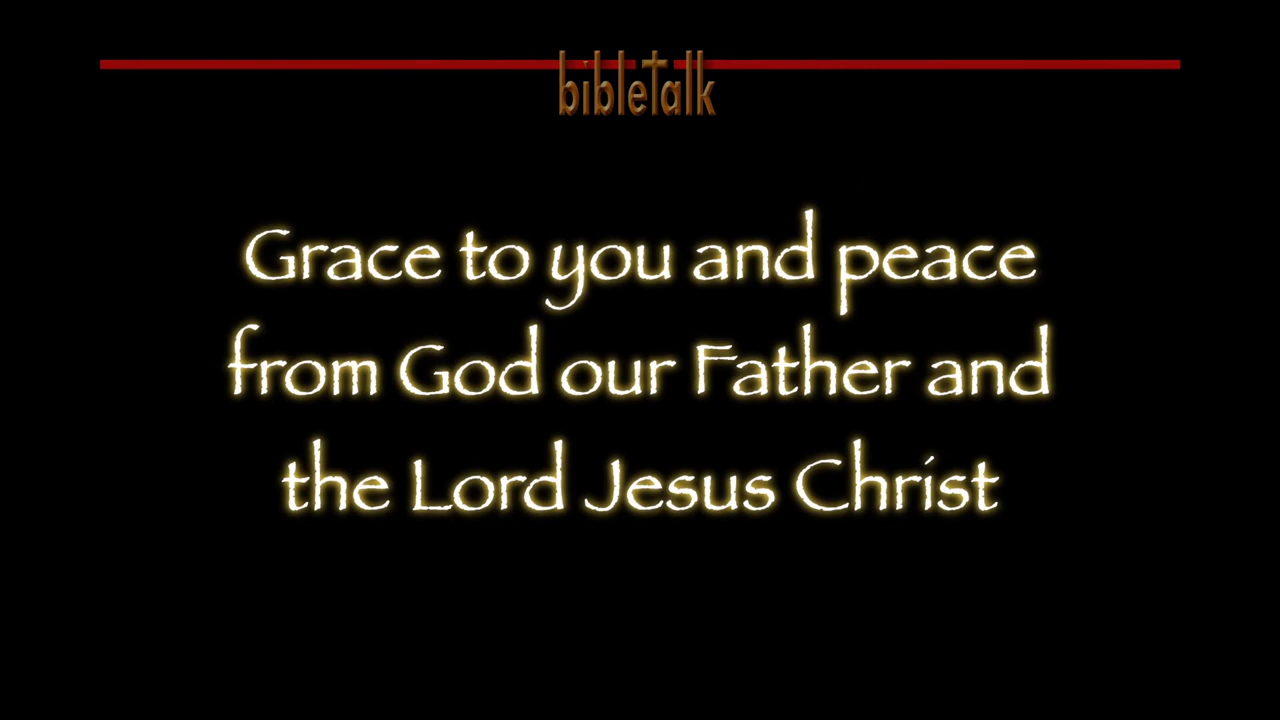 bibleTalk
Grace to you and peace
from God our Father and
the Lord Jesus Christ